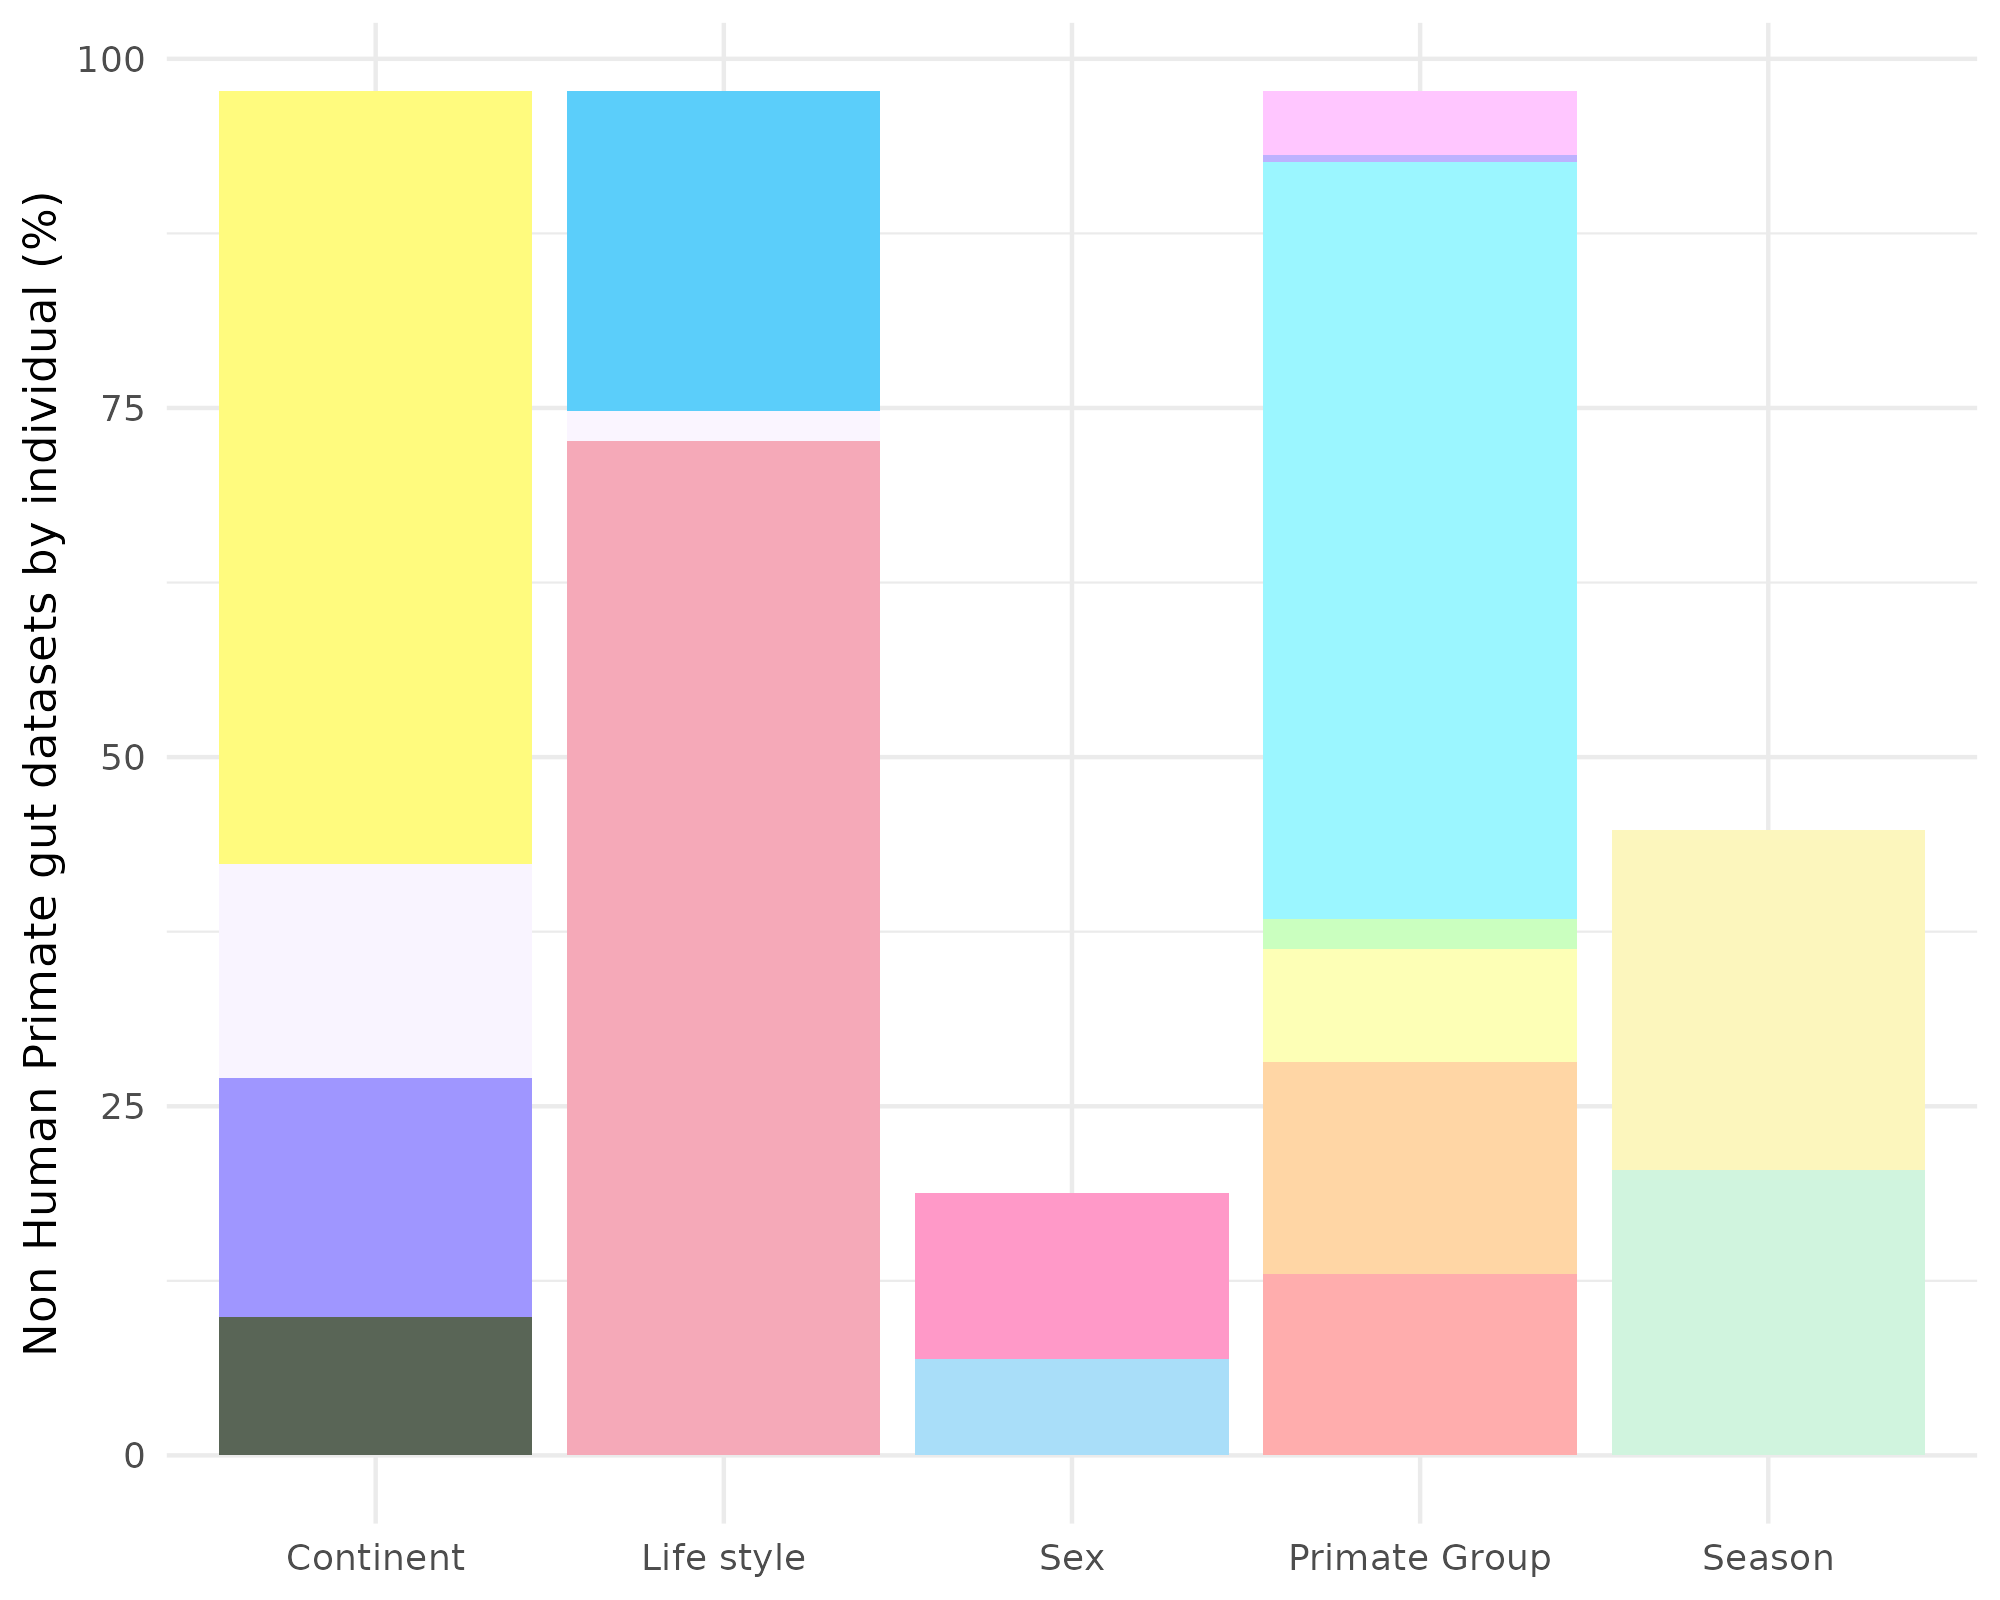 Non Human Primate gut datasets by individual (%)
100
75
50
25
0
Continent
Life style
Sex
Primate Group
Season